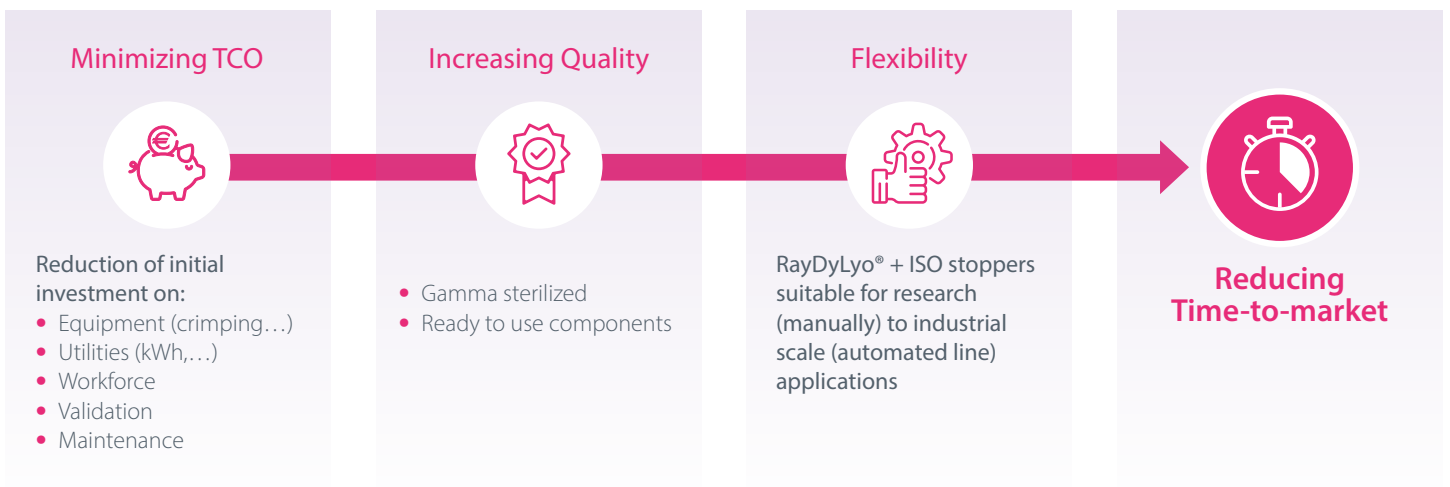 Minimizing TCO
Reduction of initial
investment on:
• Equipment (crimping…)
• Utilities (kWh,…)
• Workforce
• Validation
• Maintenance
Increasing Quality
• Gamma sterilized
• Ready to use components
Flexibility
RayDyLyo® + ISO stoppers
suitable for research
(manually) to industrial
scale (automated line)
applications
Reducing
Time-to-market